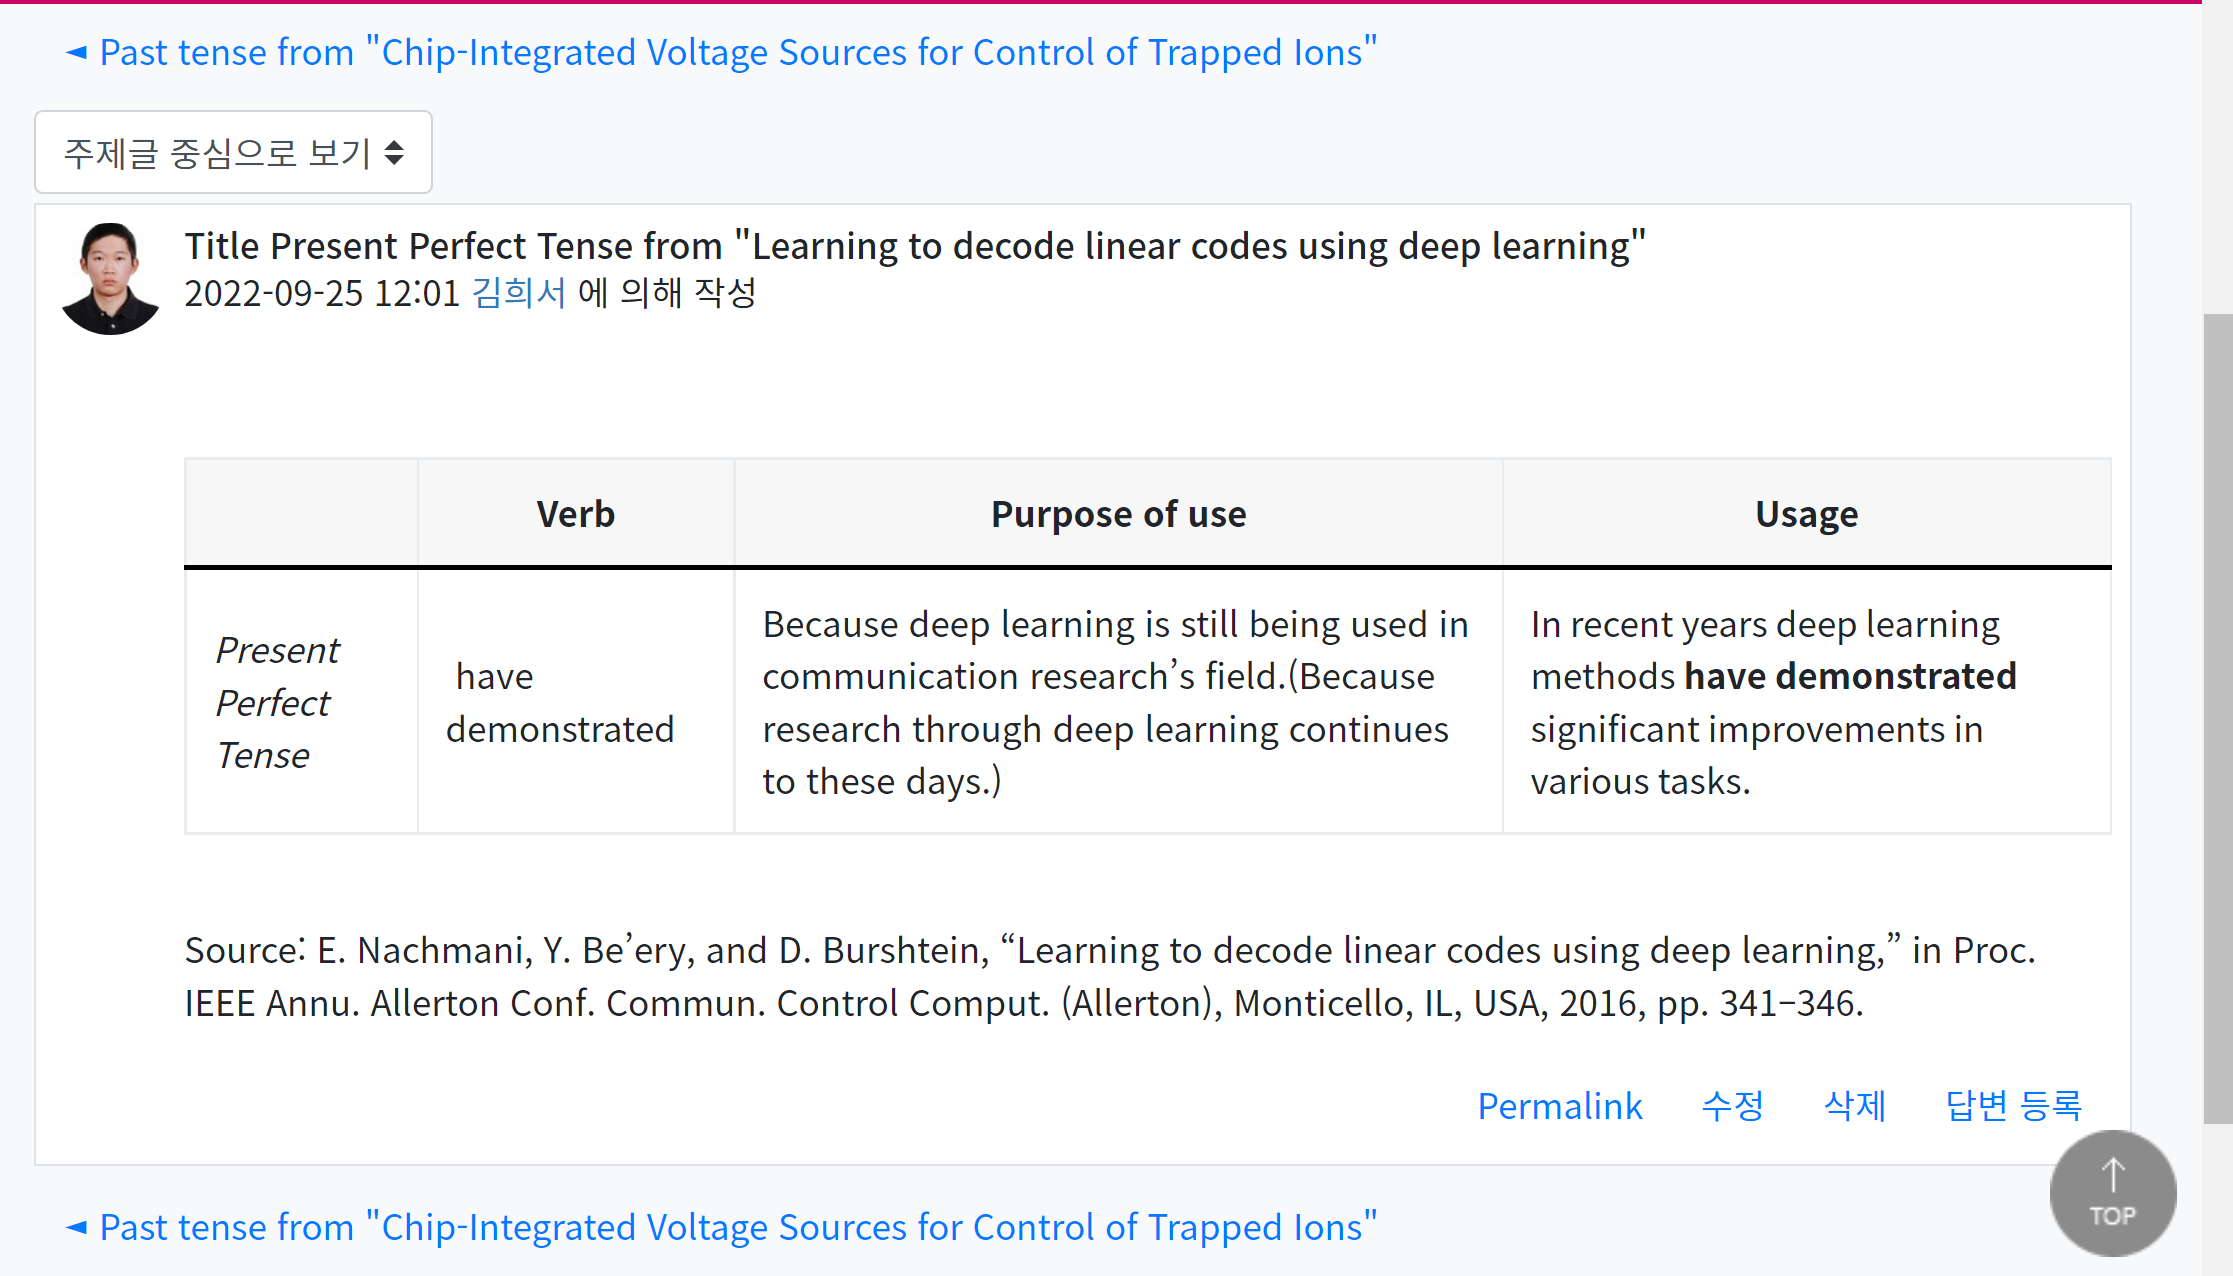 ◄ Past tense from "Chip-Integrated Voltage Sources for Control of Trapped Ions"
주제글 중심으로 보기
Title Present Perfect Tense from "Learning to decode linear codes using deep learning"
2022-09-25 12:01 김희서 에 의해 작성
Verb
Purpose of use
Usage
Present
Perfect
Tense
have
demonstrated
Because deep learning is still being used in
communication research’s field.(Because
research through deep learning continues
to these days.)
In recent years deep learning
methods have demonstrated
significant improvements in
various tasks.
Source: E. Nachmani, Y. Be’ery, and D. Burshtein, “Learning to decode linear codes using deep learning,” in Proc.
IEEE Annu. Allerton Conf. Commun. Control Comput. (Allerton), Monticello, IL, USA, 2016, pp. 341–346.
Permalink 수정 삭제 답변 등록
TOP
◄ Past tense from "Chip-Integrated Voltage Sources for Control of Trapped Ions"